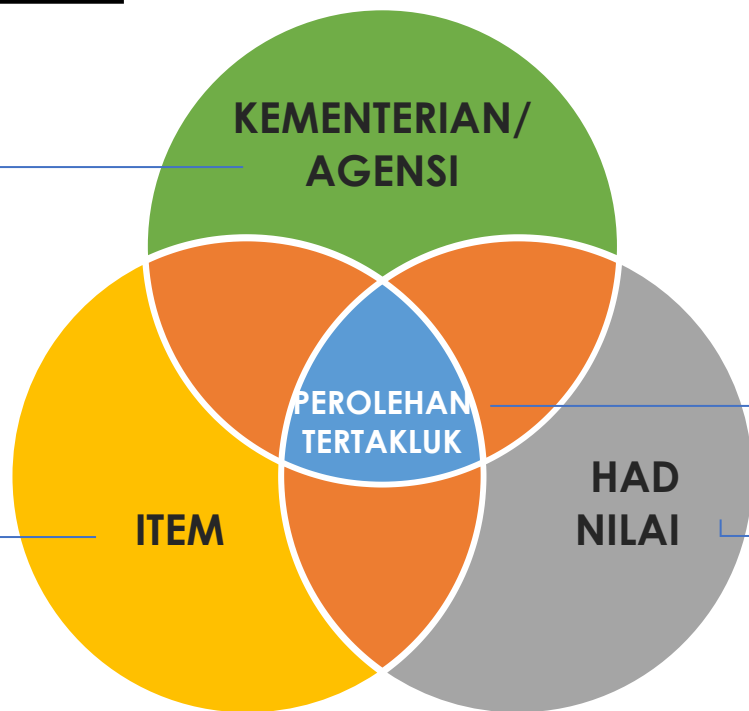 KEMENTERIAN/
AGENSI
PEROLEHAN
TERTAKLUK
HAD
NILAI
ITEM